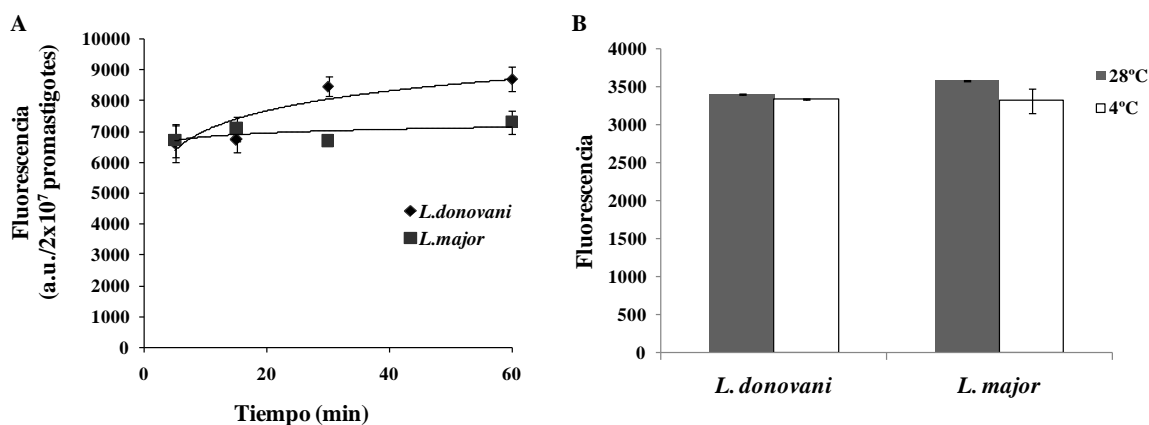 A
Fluorescencia
(a.u./2x10⁷ promastigotes
10000
9000
8000
7000
6000
5000
4000
3000
2000
1000
0
0
20
40
60
Tiempo (min)
L.donovani
L.major
B
Fluorescencia
4000
3500
3000
2500
2000
1500
1000
500
0
L. donovani
L. major
28ºC
4ºC